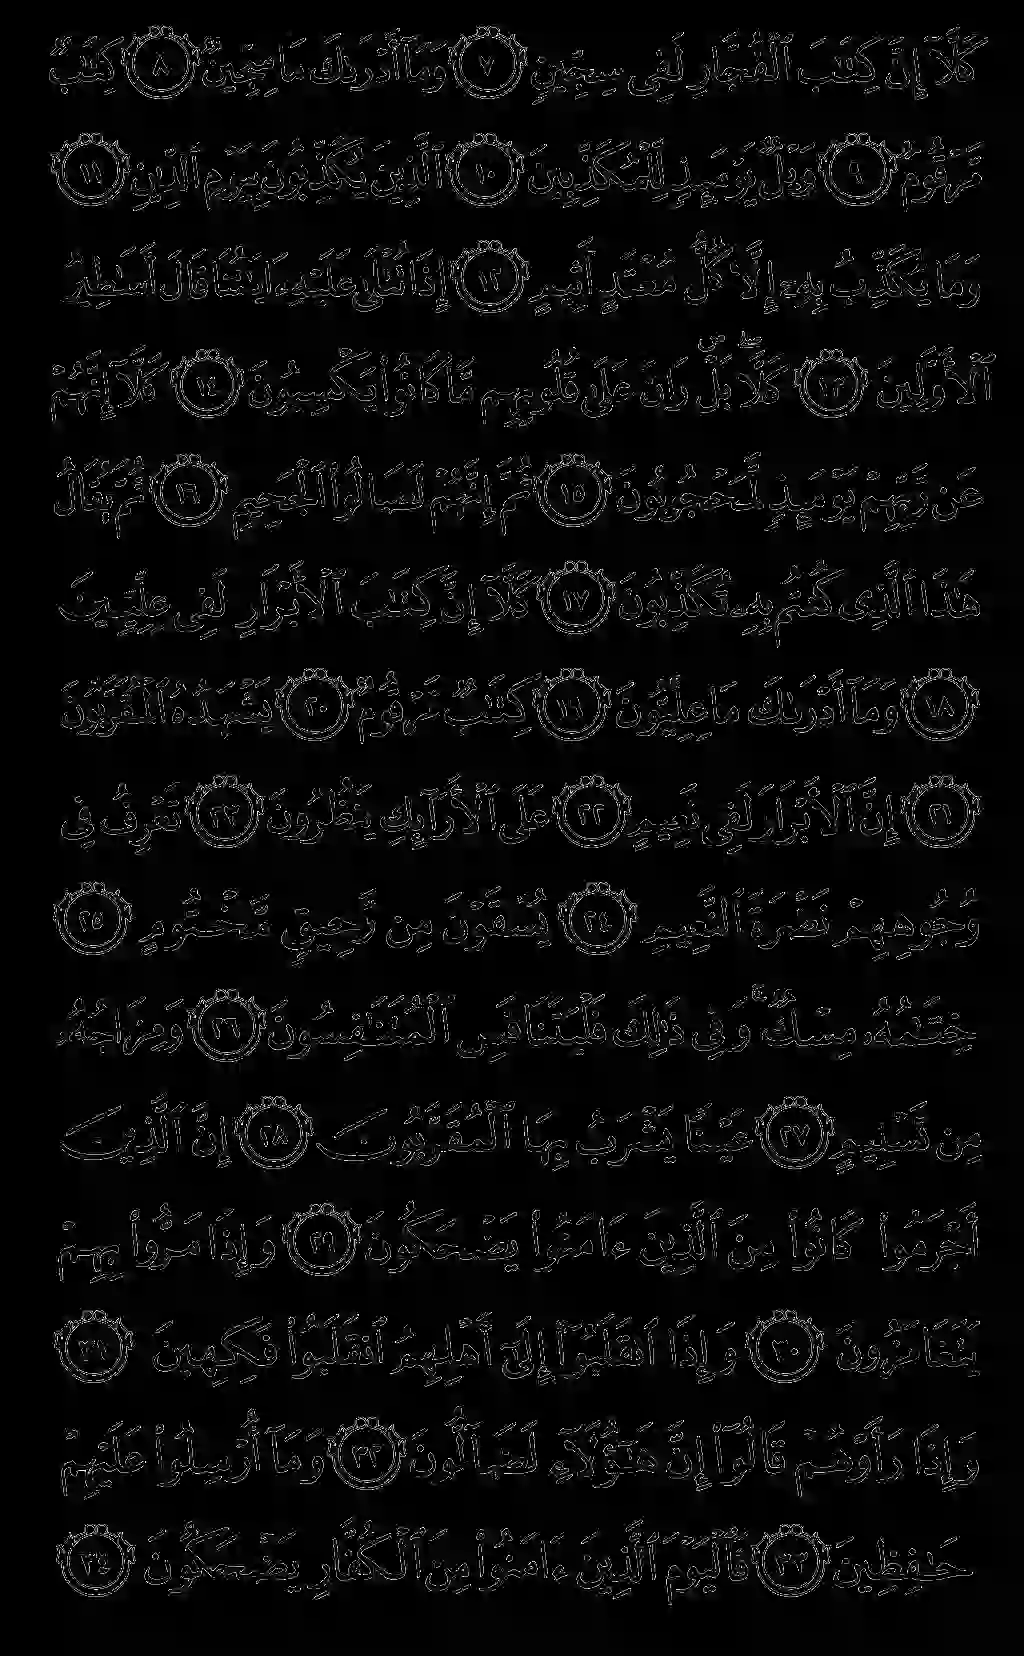 كَلَّآ إِنَّ كِتَٰبَ ٱلْفُجَّارِ لَفِى سِجِّينٍ ٧ وَمَآ أَدْرَىٰكَ مَا سِجِّينٌ ٨ كِتَٰبٌ
مَّرْقُومٌ ٩ وَيْلٌ يَوْمَئِذٍ لِّلْمُكَذِّبِينَ ١٠ ٱلَّذِينَ يُكَذِّبُونَ بِيَوْمِ ٱلدِّينِ ١١
وَمَا يُكَذِّبُ بِهِۦٓ إِلَّا كُلُّ مُعْتَدٍ أَثِيمٍ ١٢ إِذَا تُتْلَىٰ عَلَيْهِ ءَايَٰتُنَا قَالَ أَسَٰطِيرُ
ٱلْأَوَّلِينَ ١٣ كَلَّا ۖ بَلْ ۜ رَانَ عَلَىٰ قُلُوبِهِم مَّا كَانُوا۟ يَكْسِبُونَ ١٤ كَلَّآ إِنَّهُمْ
عَن رَّبِّهِمْ يَوْمَئِذٍ لَّمَحْجُوبُونَ ١٥ ثُمَّ إِنَّهُمْ لَصَالُوا۟ ٱلْجَحِيمِ ١٦ ثُمَّ يُقَالُ
هَٰذَا ٱلَّذِى كُنتُم بِهِۦ تُكَذِّبُونَ ١٧ كَلَّآ إِنَّ كِتَٰبَ ٱلْأَبْرَارِ لَفِى عِلِّيِّينَ
١٨ وَمَآ أَدْرَىٰكَ مَا عِلِّيُّونَ ١٩ كِتَٰبٌ مَّرْقُومٌ ٢٠ يَشْهَدُهُ ٱلْمُقَرَّبُونَ
٢١ إِنَّ ٱلْأَبْرَارَ لَفِى نَعِيمٍ ٢٢ عَلَى ٱلْأَرَآئِكِ يَنظُرُونَ ٢٣ تَعْرِفُ فِى
وُجُوهِهِمْ نَضْرَةَ ٱلنَّعِيمِ ٢٤ يُسْقَوْنَ مِن رَّحِيقٍ مَّخْتُومٍ ٢٥
خِتَٰمُهُۥ مِسْكٌ ۚ وَفِى ذَٰلِكَ فَلْيَتَنَافَسِ ٱلْمُتَنَٰفِسُونَ ٢٦ وَمِزَاجُهُۥ
مِن تَسْنِيمٍ ٢٧ عَيْنًا يَشْرَبُ بِهَا ٱلْمُقَرَّبُونَ ٢٨ إِنَّ ٱلَّذِينَ
أَجْرَمُوا۟ كَانُوا۟ مِنَ ٱلَّذِينَ ءَامَنُوا۟ يَضْحَكُونَ ٢٩ وَإِذَا مَرُّوا۟ بِهِمْ
يَتَغَامَزُونَ ٣٠ وَإِذَا ٱنقَلَبُوٓا۟ إِلَىٰٓ أَهْلِهِمُ ٱنقَلَبُوا۟ فَكِهِينَ ٣١
وَإِذَا رَأَوْهُمْ قَالُوٓا۟ إِنَّ هَٰٓؤُلَآءِ لَضَآلُّونَ ٣٢ وَمَآ أُرْسِلُوا۟ عَلَيْهِمْ
حَٰفِظِينَ ٣٣ فَٱلْيَوْمَ ٱلَّذِينَ ءَامَنُوا۟ مِنَ ٱلْكُفَّارِ يَضْحَكُونَ ٣٤